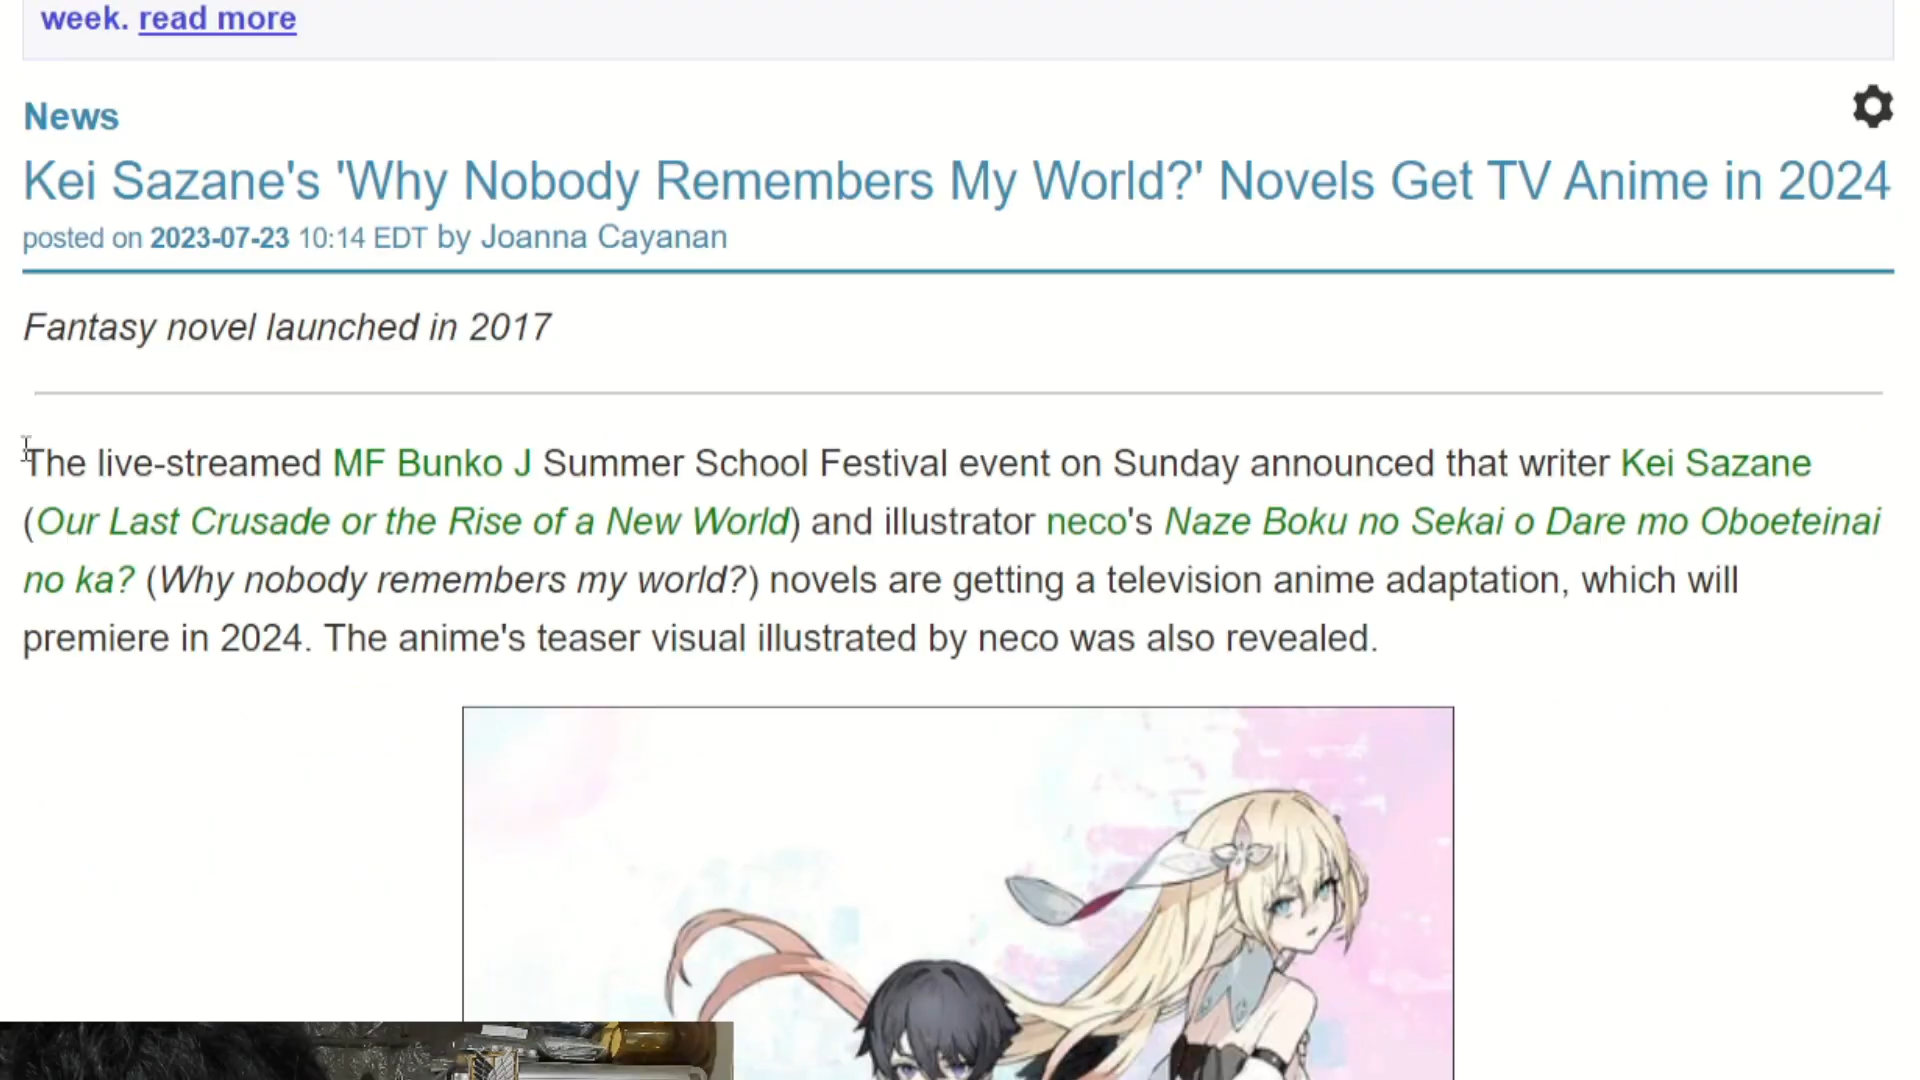 week. read more
News
Kei Sazane's 'Why Nobody Remembers My World?' Novels Get TV Anime in 2024
posted on 2023-07-23 10:14 EDT by Joanna Cayanan
Fantasy novel launched in 2017
The live-streamed MF Bunko J Summer School Festival event on Sunday announced that writer Kei Sazane
(Our Last Crusade or the Rise of a New World) and illustrator neco's Naze Boku no Sekai o Dare mo Oboeteinai
no ka? (Why nobody remembers my world?) novels are getting a television anime adaptation, which will
premiere in 2024. The anime's teaser visual illustrated by neco was also revealed.